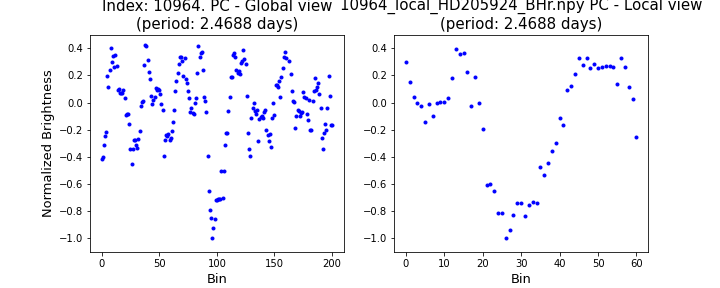 Index: 10964. PC - Global view
(period: 2.4688 days)
10964_local_HD205924_BHr.npy PC - Local view
(period: 2.4688 days)
Normalized Brightness
0.4
0.2
0.0
−0.2
−0.4
−0.6
−0.8
−1.0
0 50 100 150 200
Bin
0.4
0.2
0.0
−0.2
−0.4
−0.6
−0.8
−1.0
0 20 40 60
Bin